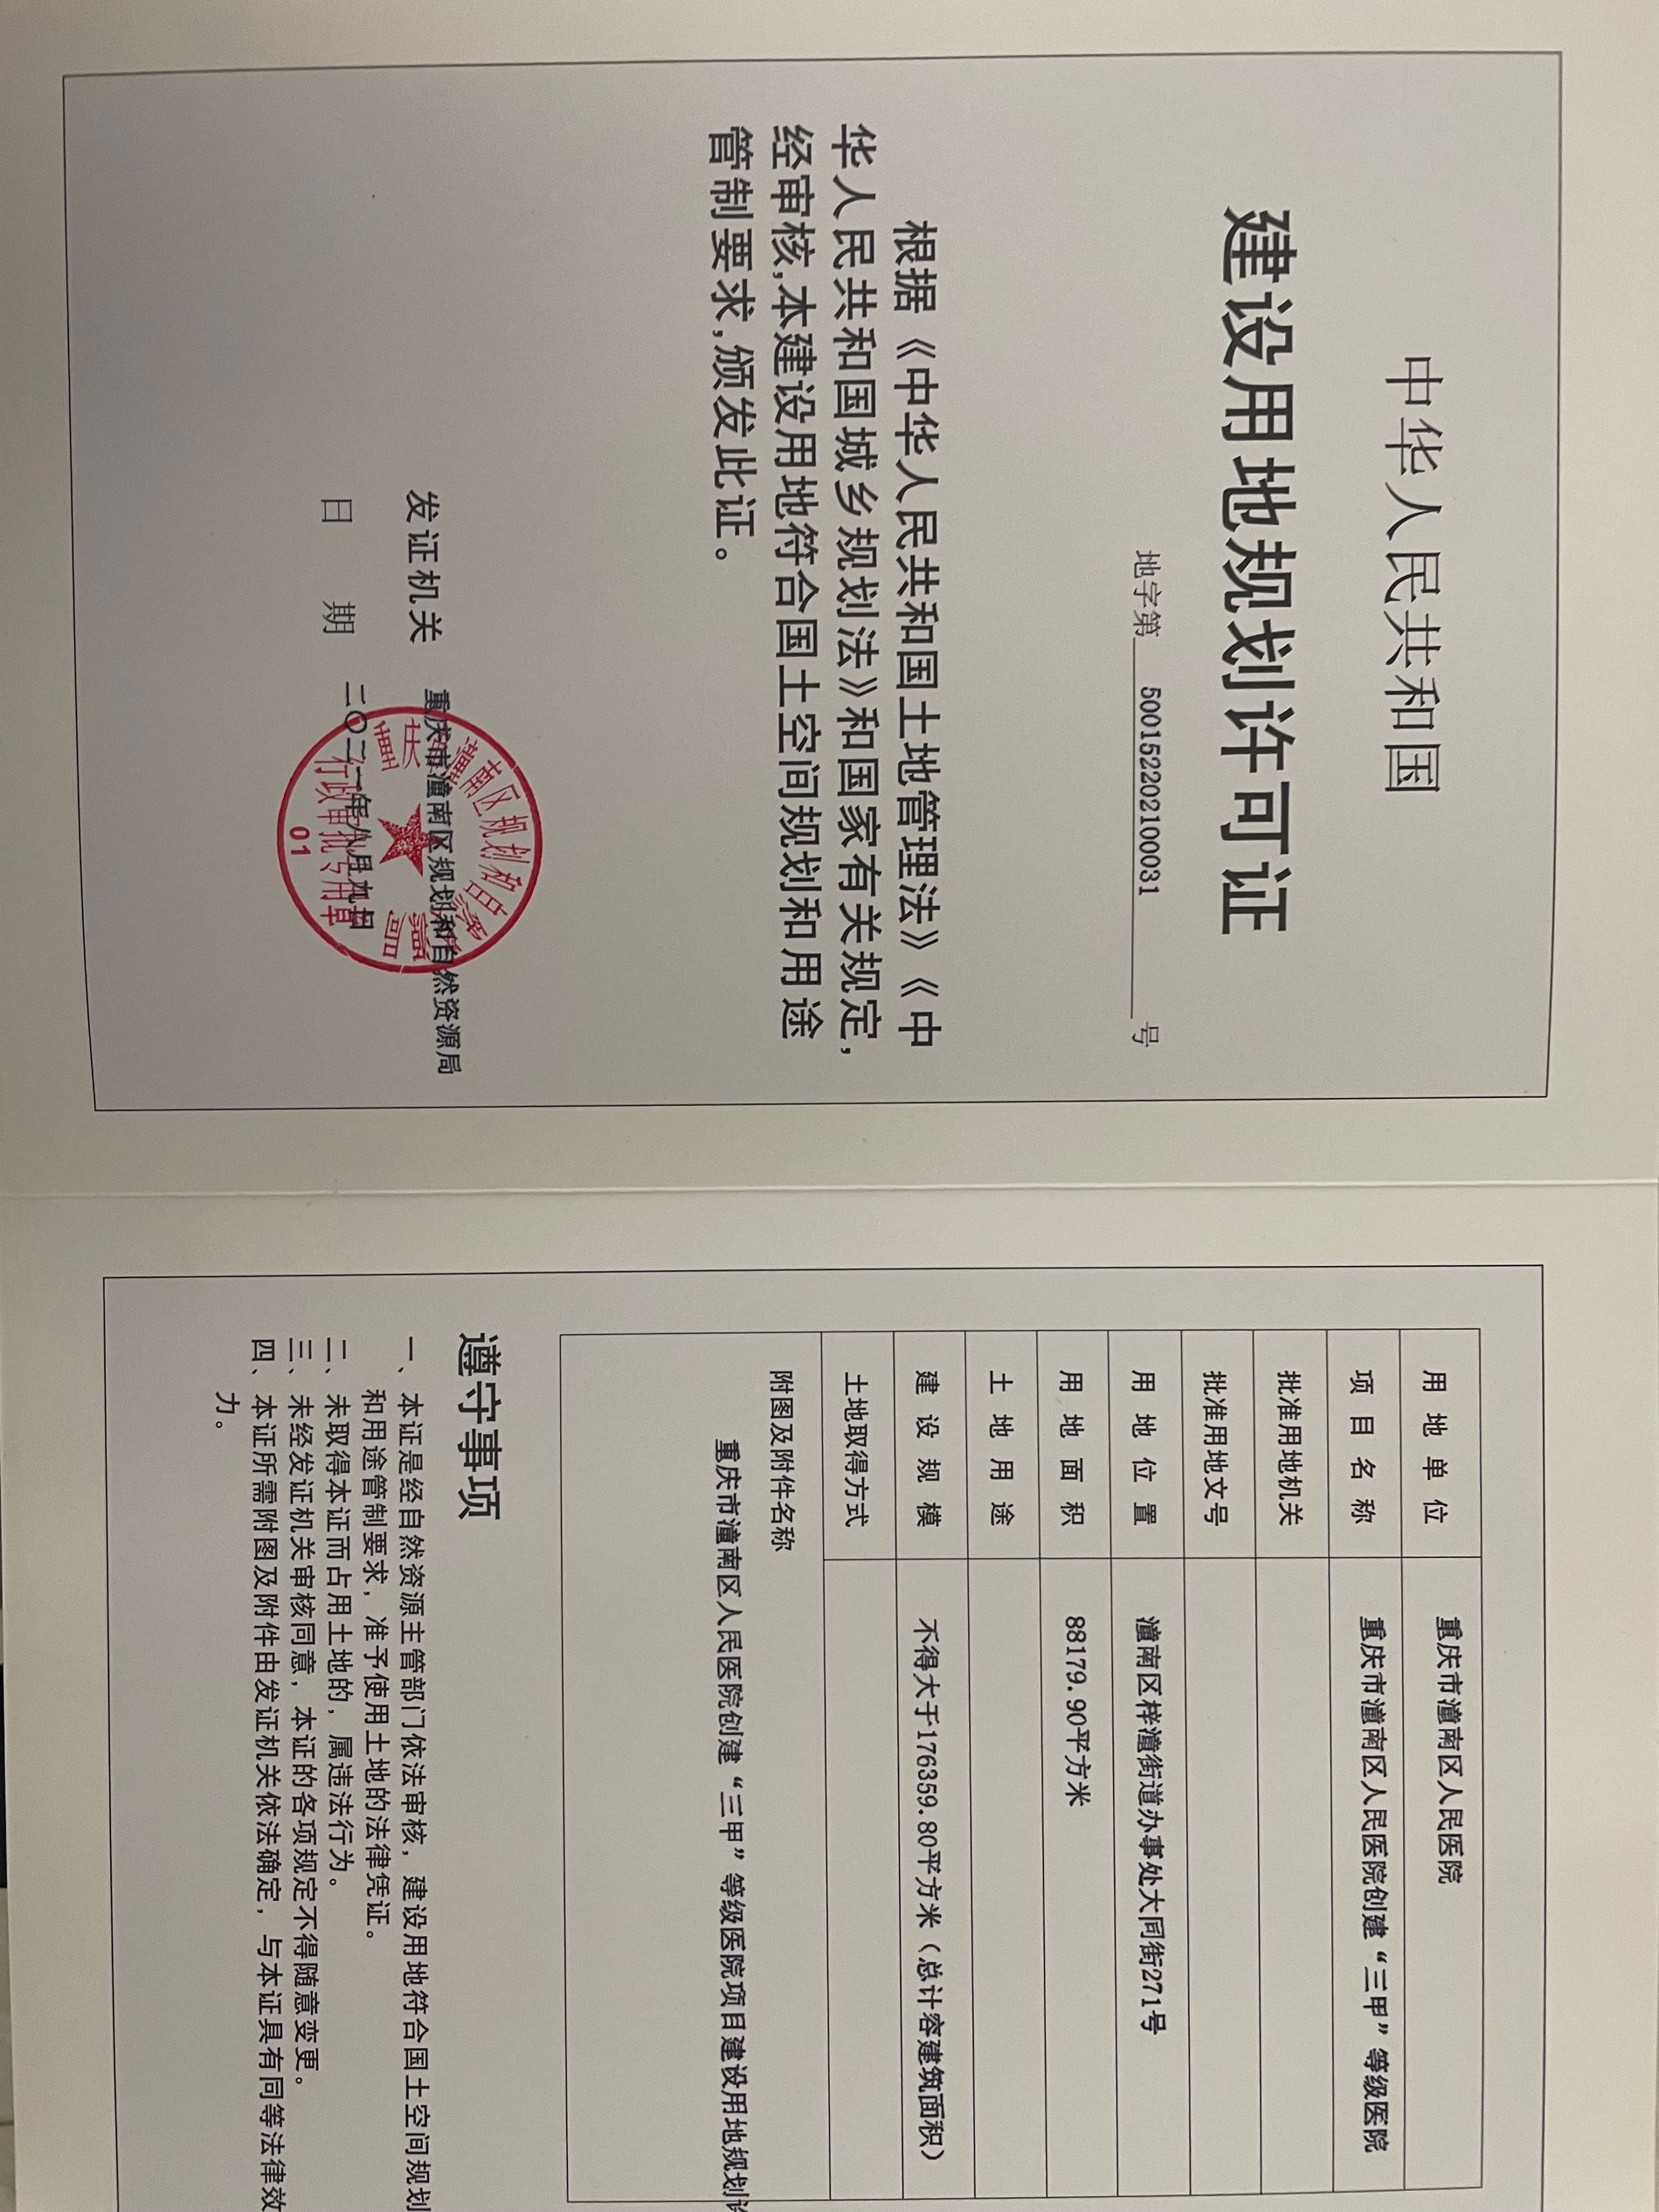 中华人民共和国
建设用地规划许可证
地字第 500152202100031 号
根据《中华人民共和国土地管理法》《中
华人民共和国城乡规划法》和国家有关规定,
经审核,本建设用地符合国土空间规划和用途
管制要求,颁发此证。
发证机关 重庆市潼南区规划和自然资源局
日 期 二〇二一年八月九日
行政审批专用章
01
用地单位 重庆市潼南区人民医院
项目名称 重庆市潼南区人民医院创建“三甲”等级医院
批准用地机关
批准用地文号
用地位置 潼南区梓潼街道办事处大同街271号
用地面积 88179.90平方米
土地用途
建设规模 不得大于176359.80平方米（总计容建筑面积）
土地取得方式
附图及附件名称
重庆市潼南区人民医院创建“三甲”等级医院项目建设用地规划
遵守事项
一、本证是经自然资源主管部门依法审核，建设用地符合国土空间规划
和用途管制要求，准予使用土地的法律凭证。
二、未取得本证而占用土地的，属违法行为。
三、未经发证机关审核同意，本证的各项规定不得随意变更。
四、本证所需附图及附件由发证机关依法确定，与本证具有同等法律效
力。